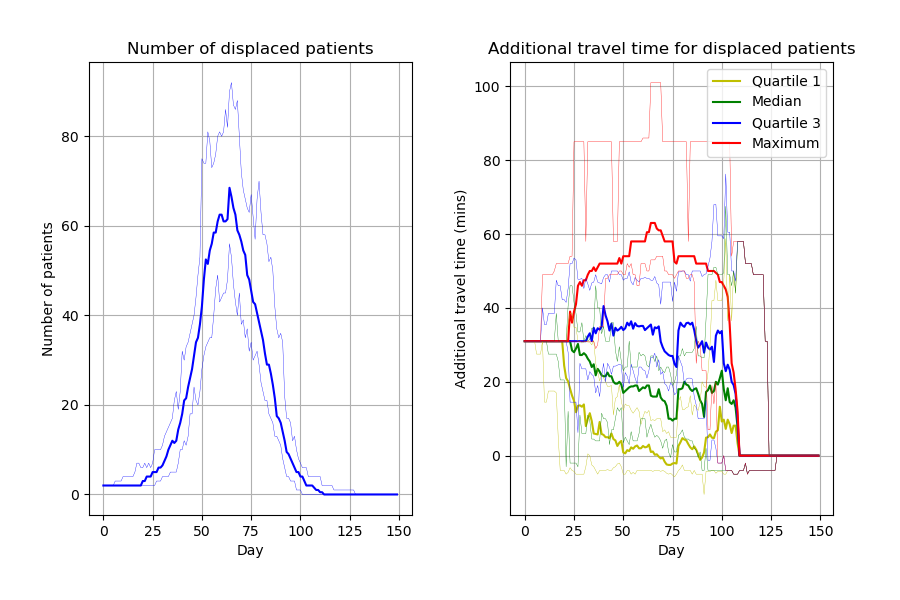 Number of displaced patients
Number of patients
80
60
40
20
0
0 25 50 75 100 125 150
Day
Additional travel time for displaced patients
Additional travel time (mins)
100
80
60
40
20
0
0 25 50 75 100 125 150
Day
Quartile 1
Median
Quartile 3
Maximum